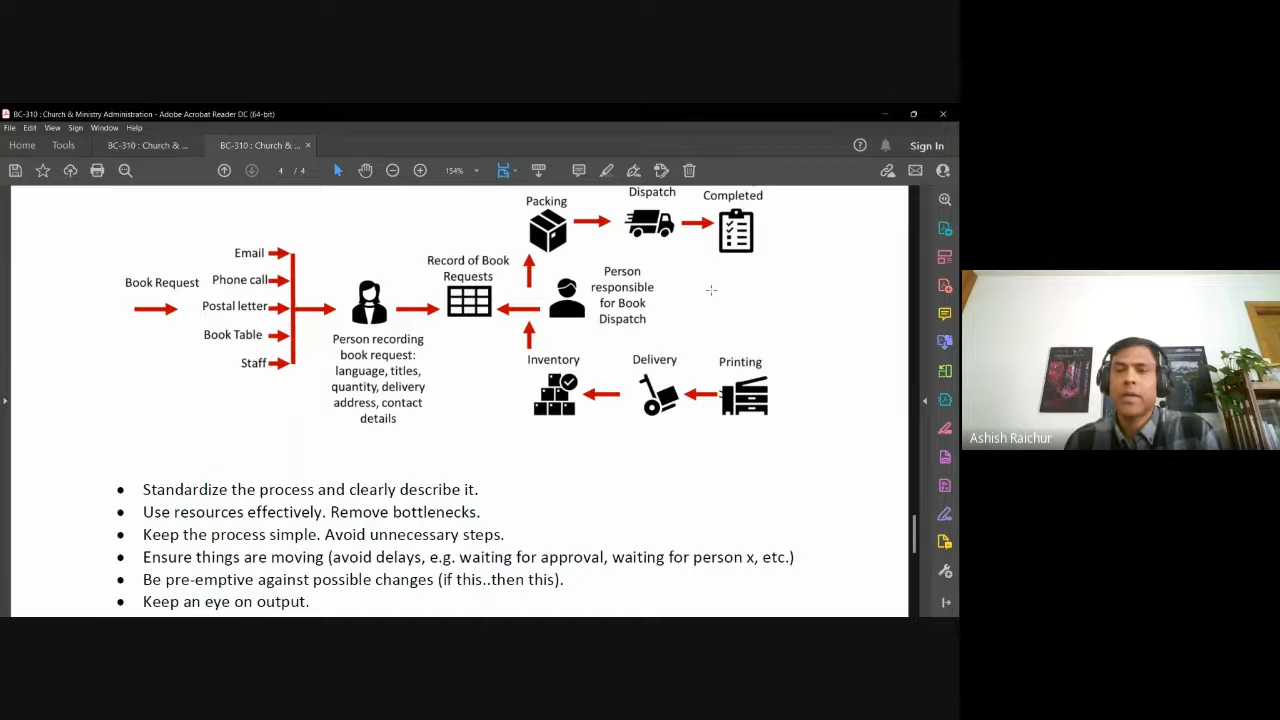 BC-310 : Church & Ministry Administration - Adobe Acrobat Reader DC (64-bit)
File Edit View Sign Window Help
Home Tools BC-310 : Church & ... BC-310 : Church & ... × Sign In
4 / 4 154%
Packing
Dispatch
Completed
Book Request
Email
Phone call
Postal letter
Book Table
Staff
Person recording
book request:
language, titles,
quantity, delivery
address, contact
details
Record of Book
Requests
Person
responsible
for Book
Dispatch
Inventory
Delivery
Printing
• Standardize the process and clearly describe it.
• Use resources effectively. Remove bottlenecks.
• Keep the process simple. Avoid unnecessary steps.
• Ensure things are moving (avoid delays, e.g. waiting for approval, waiting for person x, etc.)
• Be pre-emptive against possible changes (if this..then this).
• Keep an eye on output.
Ashish Raichur